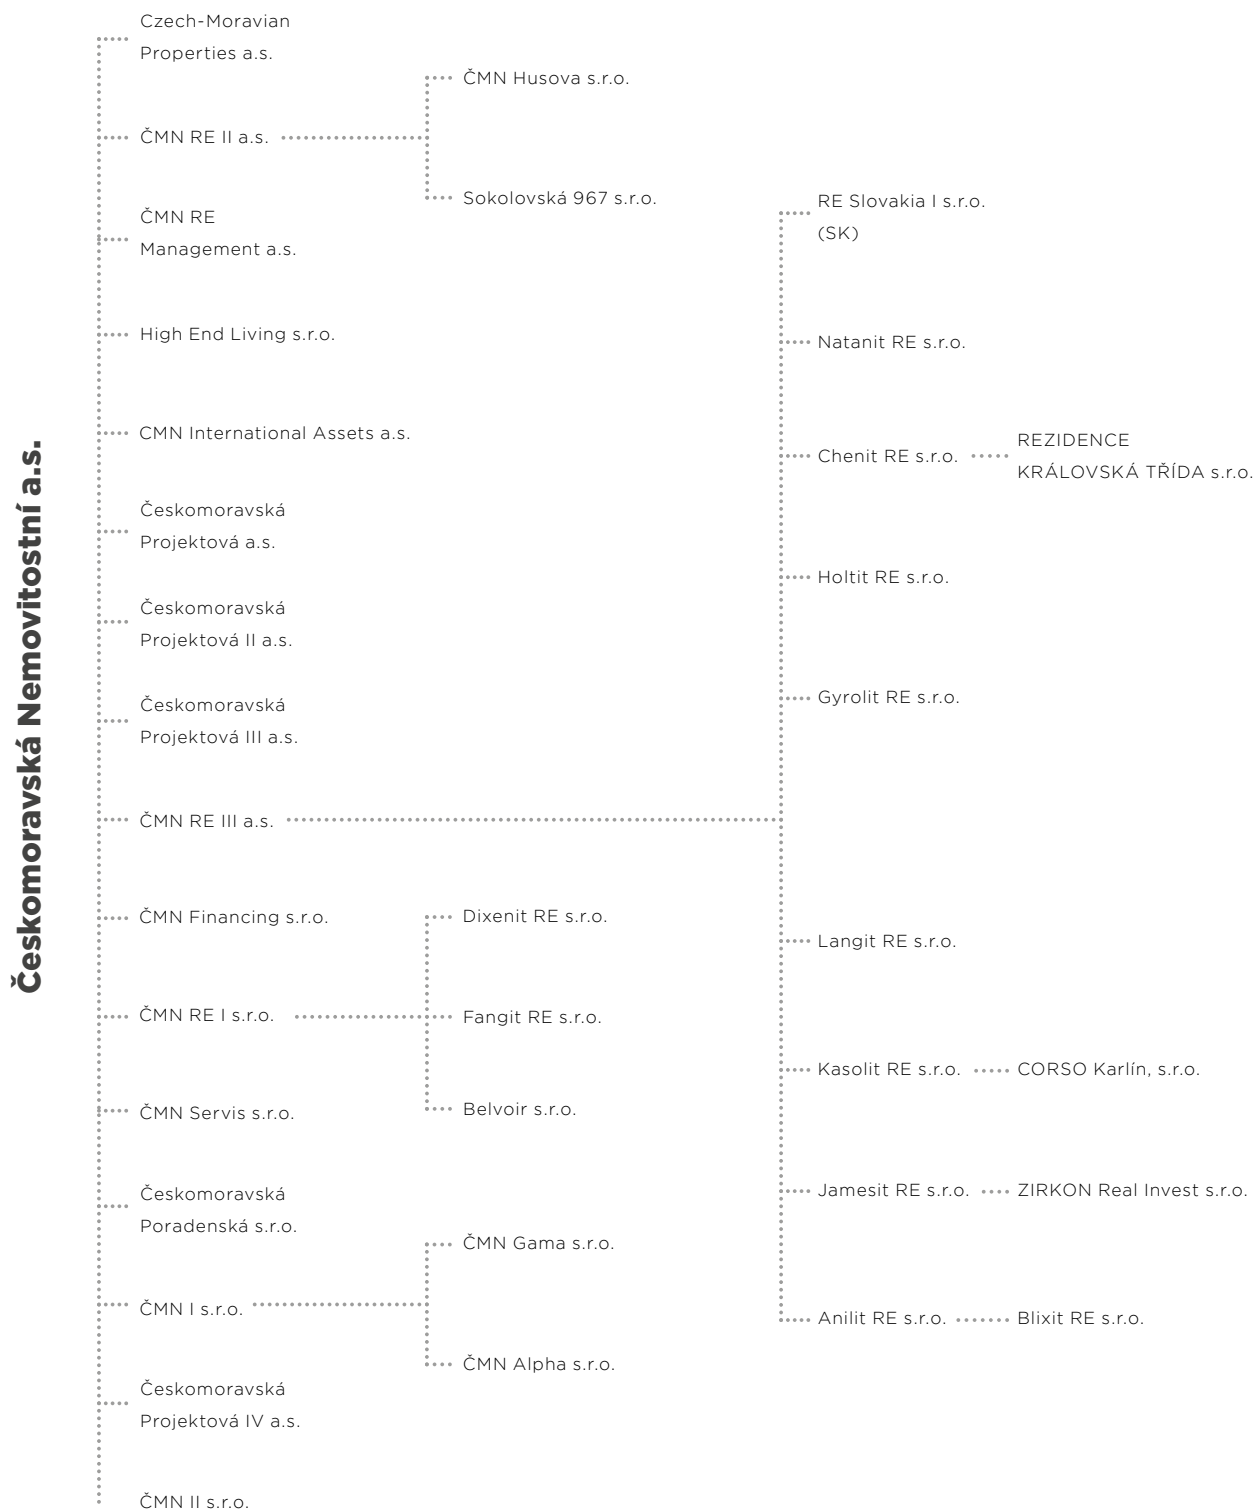 Českomoravská Nemovitostní a.s.
Czech-Moravian
Properties a.s.
ČMN RE II a.s.
ČMN RE
Management a.s.
High End Living s.r.o.
CMN International Assets a.s.
Českomoravská
Projektová a.s.
Českomoravská
Projektová II a.s.
Českomoravská
Projektová III a.s.
ČMN RE III a.s.
ČMN Financing s.r.o.
ČMN RE I s.r.o.
ČMN Servis s.r.o.
Českomoravská
Poradenská s.r.o.
ČMN I s.r.o.
Českomoravská
Projektová IV a.s.
ČMN II s.r.o.
ČMN Husova s.r.o.
Sokolovská 967 s.r.o.
Dixenit RE s.r.o.
Fangit RE s.r.o.
Belvoir s.r.o.
ČMN Gama s.r.o.
ČMN Alpha s.r.o.
RE Slovakia I s.r.o.
(SK)
Natanit RE s.r.o.
Chenit RE s.r.o.
Holtit RE s.r.o.
Gyrolit RE s.r.o.
Langit RE s.r.o.
Kasolit RE s.r.o.
Jamesit RE s.r.o.
Anilit RE s.r.o.
REZIDENCE
KRÁLOVSKÁ TŘÍDA s.r.o.
CORSO Karlín, s.r.o.
ZIRKON Real Invest s.r.o.
Blixit RE s.r.o.